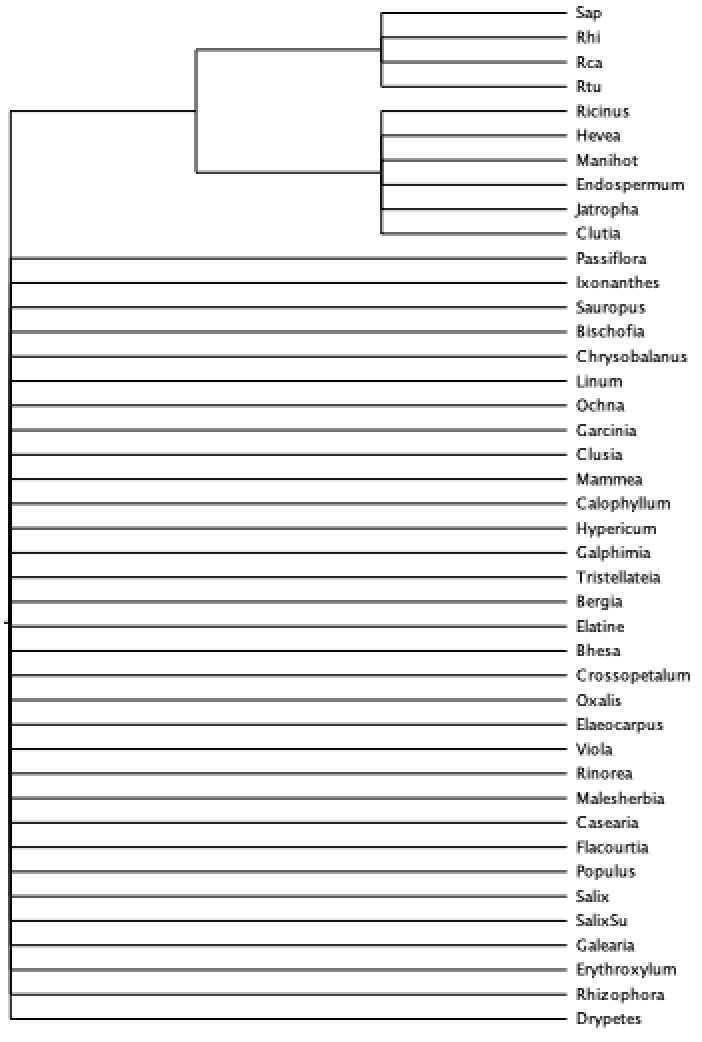 Sap
Rhi
Rca
Rtu
Ricinus
Hevea
Manihot
Endospermum
Jatropha
Clutia
Passiflora
Ixonanthes
Sauropus
Bischofia
Chrysobalanus
Linum
Ochna
Garcinia
Clusia
Mammea
Calophyllum
Hypericum
Galphimia
Tristellateia
Bergia
Elatine
Bhesa
Crossopetalum
Oxalis
Elaeocarpus
Viola
Rinorea
Malesherbia
Casearia
Flacourtia
Populus
Salix
SalixSu
Galearia
Erythroxylum
Rhizophora
Drypetes